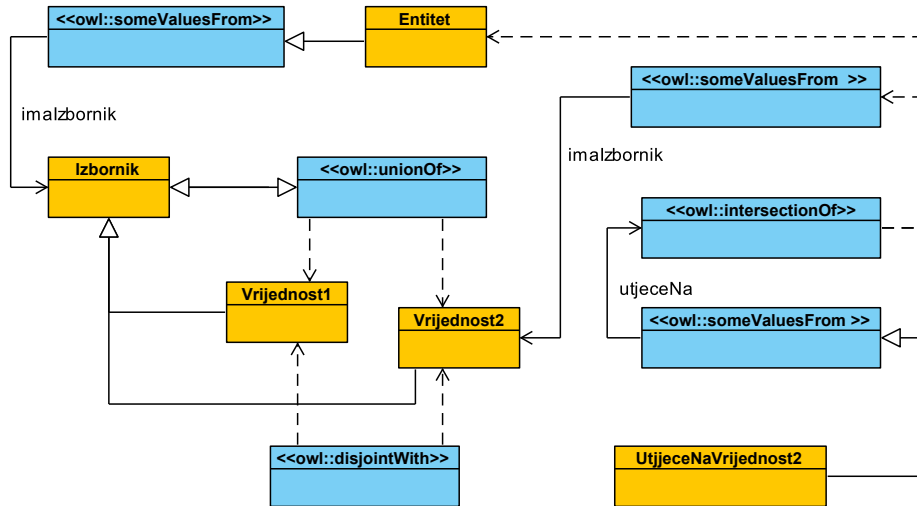 <<owl::someValuesFrom>>
Entitet
<<owl::someValuesFrom >>
imaIzbornik
imaIzbornik
Izbornik
<<owl::unionOf>>
<<owl::intersectionOf>>
utjeceNa
Vrijednost1
Vrijednost2
<<owl::someValuesFrom >>
<<owl::disjointWith>>
UtjjeceNaVrijednost2